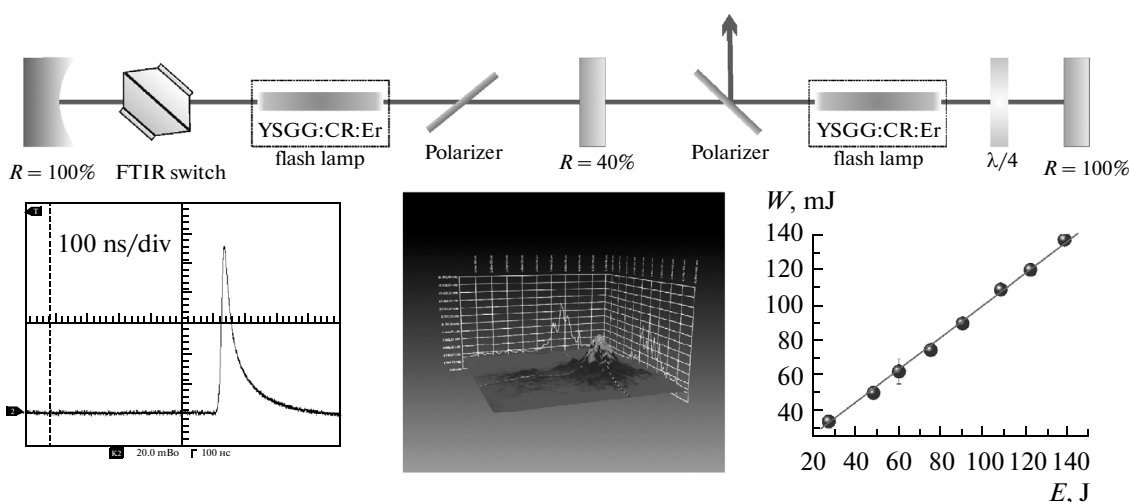 YSGG:CR:Er
flash lamp
R = 100%
FTIR switch
Polarizer
R = 40%
Polarizer
YSGG:CR:Er
flash lamp
λ/4
R = 100%
T
100 ns/div
2
K2 20.0 mBo 100 нс
W, mJ
140
120
100
80
60
40
20 40 60 80 100 120 140
E, J